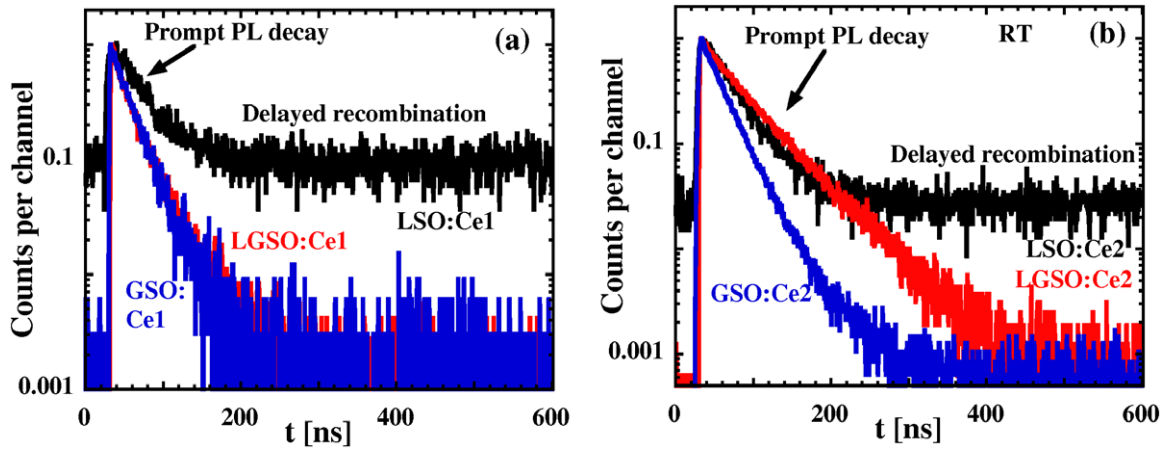 (a)
Prompt PL decay
Delayed recombination
LSO:Ce1
LGSO:Ce1
GSO:
Ce1
Counts per channel
0.1
0.001
0 200 400 600
t [ns]
(b)
RT
Prompt PL decay
Delayed recombination
LSO:Ce2
LGSO:Ce2
GSO:Ce2
Counts per channel
0.1
0.001
0 200 400 600
t [ns]